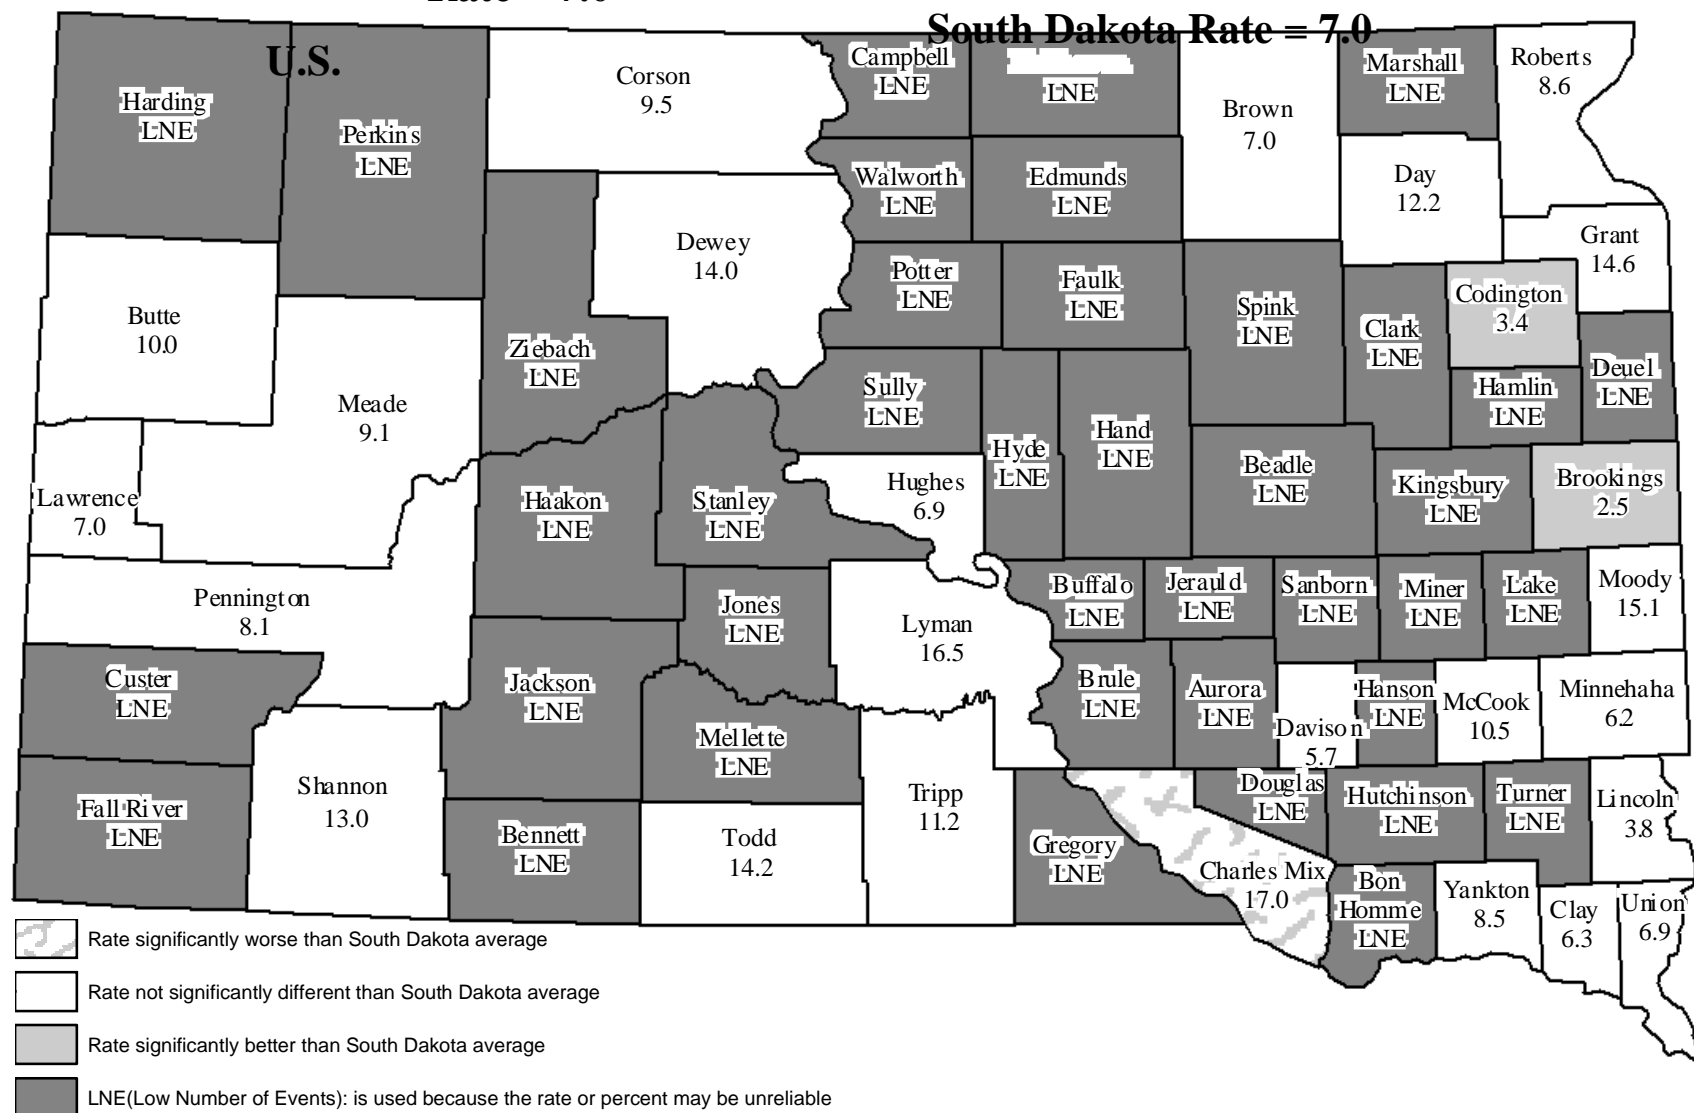 South Dakota Rate = 7.0
U.S.
Harding
LNE
Perkins
LNE
Corson
9.5
Campbell
LNE
LNE
Brown
7.0
Marshall
LNE
Roberts
8.6
Walworth
LNE
Edmunds
LNE
Day
12.2
Grant
14.6
Butte
10.0
Meade
9.1
Ziebach
LNE
Dewey
14.0
Potter
LNE
Faulk
LNE
Spink
LNE
Clark
LNE
Codington
3.4
Hamlin
LNE
Deuel
LNE
Lawrence
7.0
Haakon
LNE
Stanley
LNE
Sully
LNE
Hughes
6.9
Hyde
LNE
Hand
LNE
Beadle
LNE
Kingsbury
LNE
Brookings
2.5
Pennington
8.1
Jones
LNE
Lyman
16.5
Buffalo
LNE
Jerauld
LNE
Sanborn
LNE
Miner
LNE
Lake
LNE
Moody
15.1
Custer
LNE
Jackson
LNE
Mellette
LNE
Brule
LNE
Aurora
LNE
Davison
5.7
Hanson
LNE
McCook
10.5
Minnehaha
6.2
Fall River
LNE
Shannon
13.0
Bennett
LNE
Todd
14.2
Tripp
11.2
Gregory
LNE
Charles Mix
17.0
Douglas
LNE
Hutchinson
LNE
Turner
LNE
Lincoln
3.8
Bon
Homme
LNE
Yankton
8.5
Clay
6.3
Union
6.9
Rate significantly worse than South Dakota average
Rate not significantly different than South Dakota average
Rate significantly better than South Dakota average
LNE(Low Number of Events): is used because the rate or percent may be unreliable